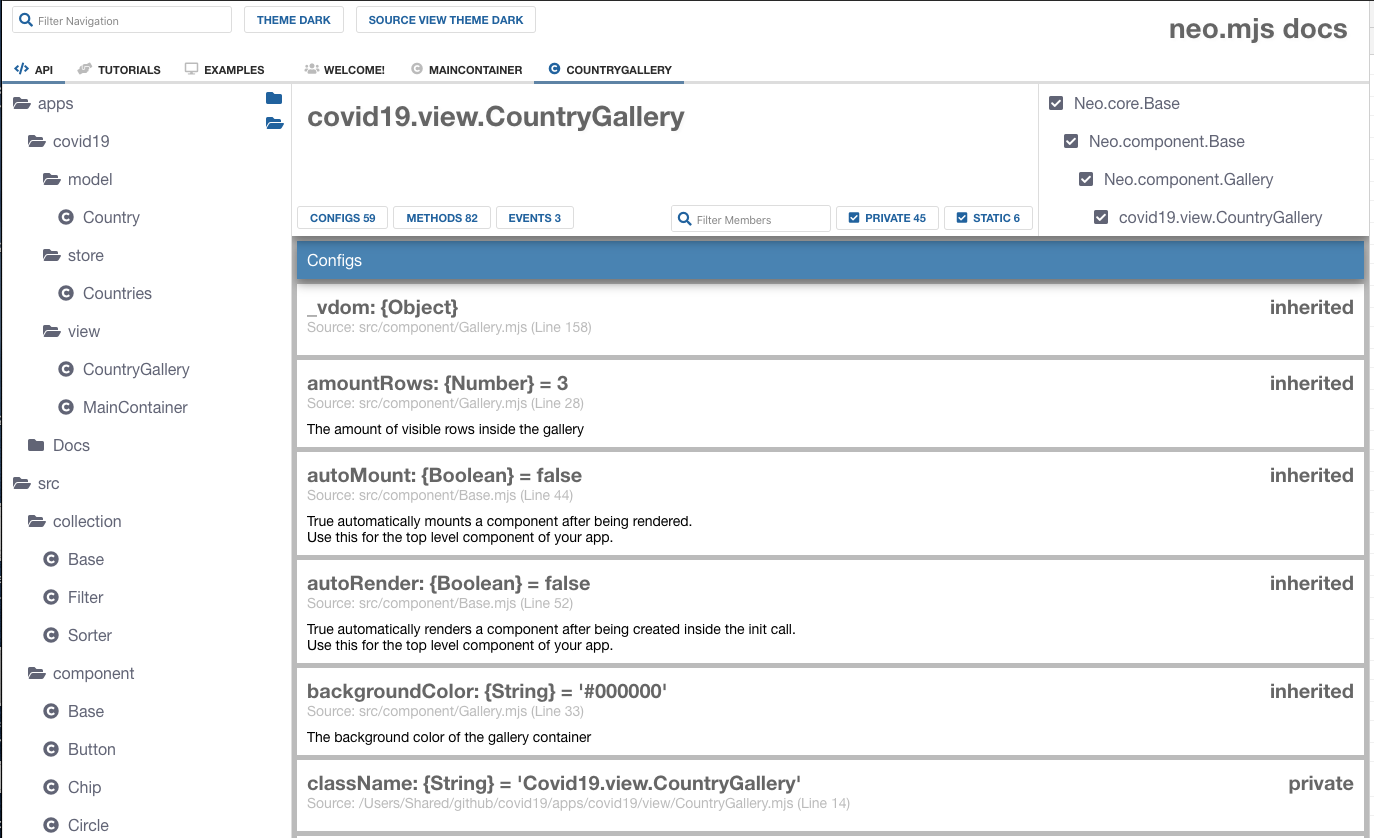 Filter Navigation
THEME DARK
SOURCE VIEW THEME DARK
neo.mjs docs
API
TUTORIALS
EXAMPLES
WELCOME!
MAINCONTAINER
COUNTRYGALLERY
apps
covid19
model
Country
store
Countries
view
CountryGallery
MainContainer
Docs
src
collection
Base
Filter
Sorter
component
Base
Button
Chip
Circle
covid19.view.CountryGallery
CONFIGS 59
METHODS 82
EVENTS 3
Filter Members
PRIVATE 45
STATIC 6
Neo.core.Base
Neo.component.Base
Neo.component.Gallery
covid19.view.CountryGallery
Configs
_vdom: {Object} inherited
Source: src/component/Gallery.mjs (Line 158)
amountRows: {Number} = 3 inherited
Source: src/component/Gallery.mjs (Line 28)
The amount of visible rows inside the gallery
autoMount: {Boolean} = false inherited
Source: src/component/Base.mjs (Line 44)
True automatically mounts a component after being rendered.
Use this for the top level component of your app.
autoRender: {Boolean} = false inherited
Source: src/component/Base.mjs (Line 52)
True automatically renders a component after being created inside the init call.
Use this for the top level component of your app.
backgroundColor: {String} = '#000000' inherited
Source: src/component/Gallery.mjs (Line 33)
The background color of the gallery container
className: {String} = 'Covid19.view.CountryGallery' private
Source: /Users/Shared/github/covid19/apps/covid19/view/CountryGallery.mjs (Line 14)